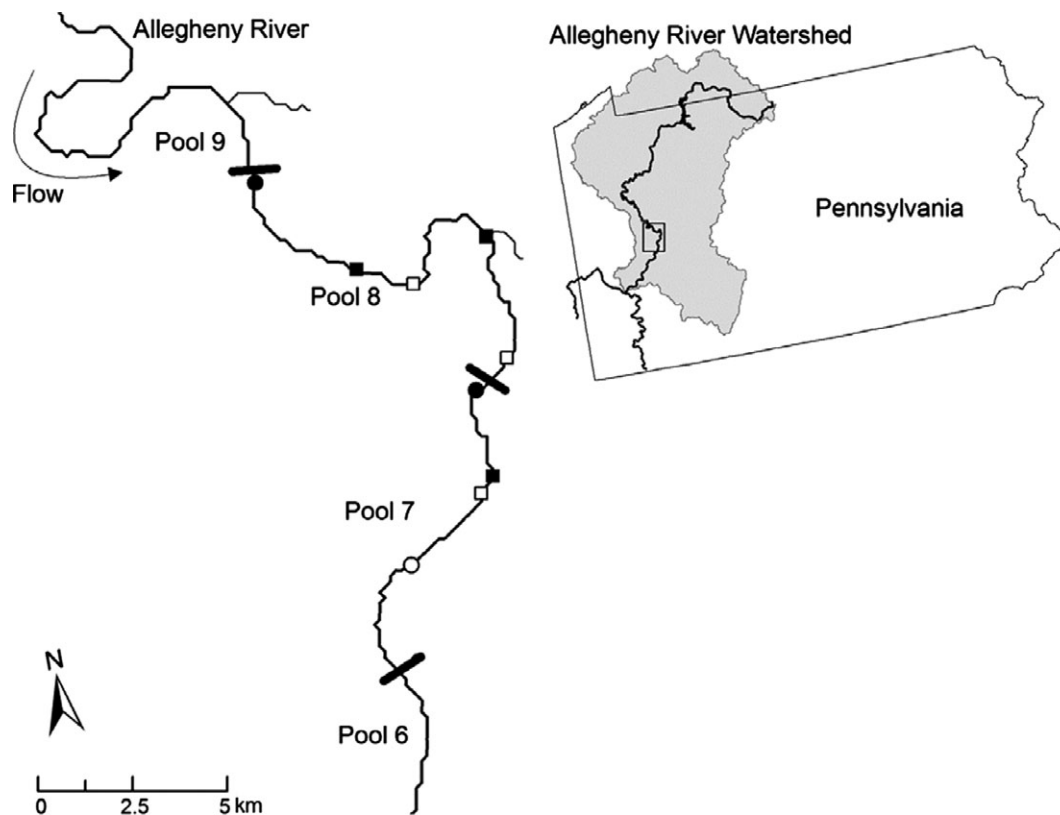 Allegheny River
Allegheny River Watershed
Pool 9
Flow
Pennsylvania
Pool 8
Pool 7
N
Pool 6
0 2.5 5 km